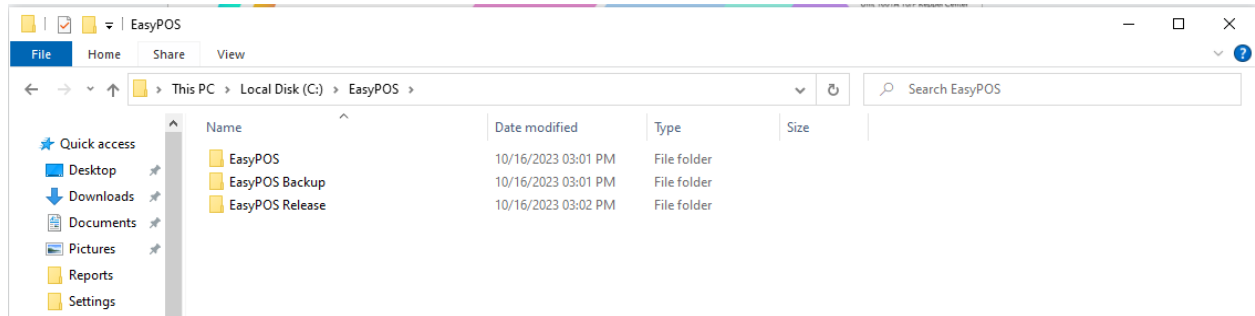 EasyPOS
File Home Share View
This PC > Local Disk (C:) > EasyPOS >
Search EasyPOS
Name Date modified Type Size
Quick access
Desktop
Downloads
Documents
Pictures
Reports
Settings
EasyPOS 10/16/2023 03:01 PM File folder
EasyPOS Backup 10/16/2023 03:01 PM File folder
EasyPOS Release 10/16/2023 03:02 PM File folder